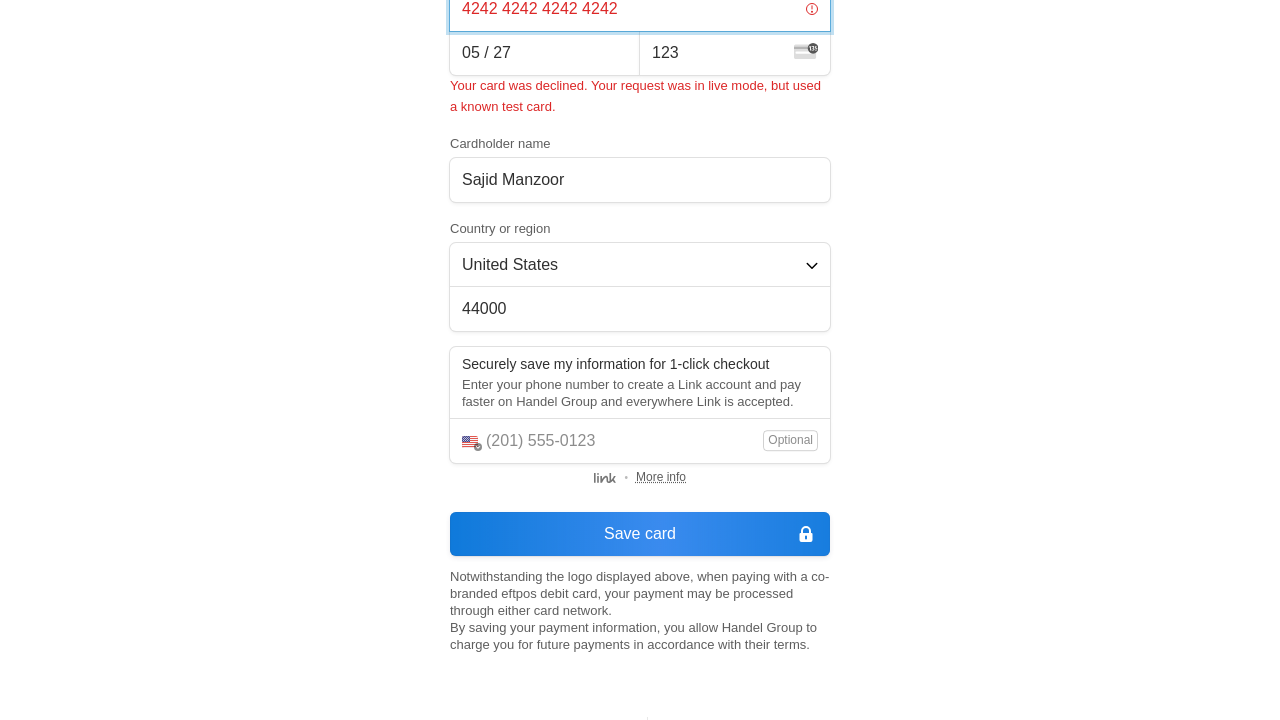 4242 4242 4242 4242
05 / 27
123
Your card was declined. Your request was in live mode, but used
a known test card.
Cardholder name
Sajid Manzoor
Country or region
United States
44000
Securely save my information for 1-click checkout
Enter your phone number to create a Link account and pay
faster on Handel Group and everywhere Link is accepted.
(201) 555-0123
Optional
link • More info
Save card
Notwithstanding the logo displayed above, when paying with a co-
branded eftpos debit card, your payment may be processed
through either card network.
By saving your payment information, you allow Handel Group to
charge you for future payments in accordance with their terms.